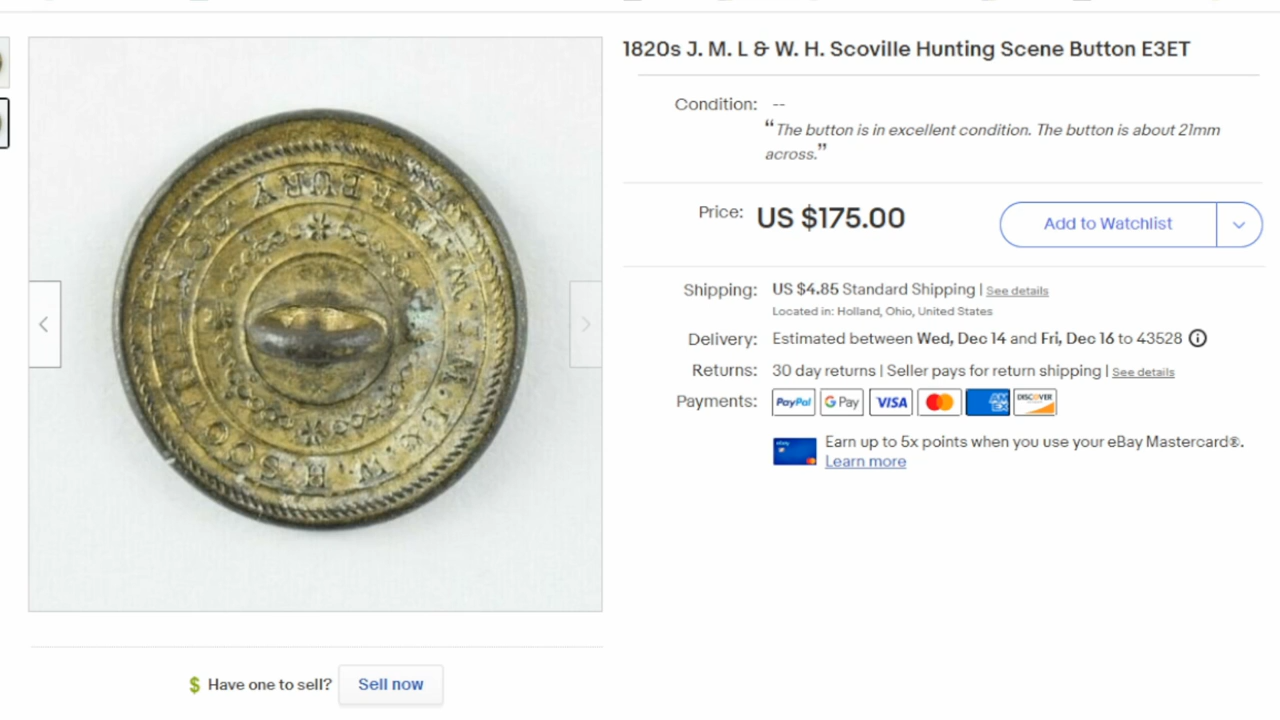 1820s J. M. L & W. H. Scoville Hunting Scene Button E3ET
Condition: --
“The button is in excellent condition. The button is about 21mm
across.”
Price: US $175.00
Add to Watchlist
Shipping: US $4.85 Standard Shipping | See details
Located in: Holland, Ohio, United States
Delivery: Estimated between Wed, Dec 14 and Fri, Dec 16 to 43528
Returns: 30 day returns | Seller pays for return shipping | See details
Payments: PayPal G Pay VISA AM EX DISCOVER
Earn up to 5x points when you use your eBay Mastercard®.
Learn more
W. H. SCOVILL
$ Have one to sell? Sell now